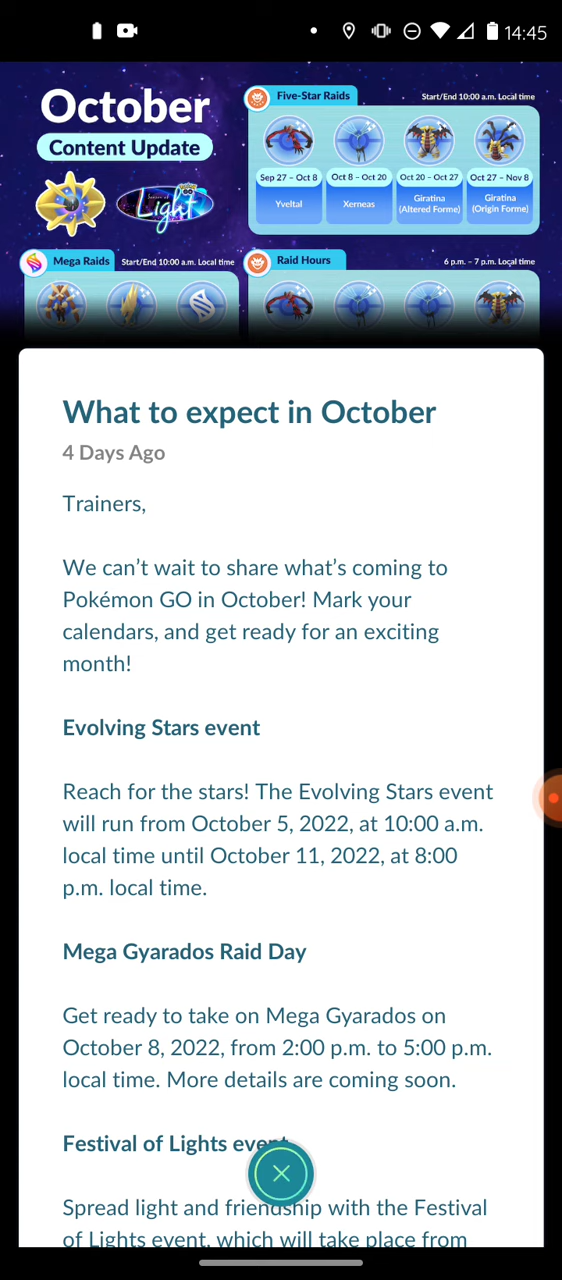 14:45
October
Content Update
Light
Five-Star Raids
Start/End 10:00 a.m. Local time
Sep 27 – Oct 8
Oct 8 – Oct 20
Oct 20 – Oct 27
Oct 27 – Nov 8
Yveltal
Xerneas
Giratina
(Altered Forme)
Giratina
(Origin Forme)
Mega Raids
Start/End 10:00 a.m. Local time
Raid Hours
6 p.m. – 7 p.m. Local time
What to expect in October
4 Days Ago
Trainers,
We can’t wait to share what’s coming to
Pokémon GO in October! Mark your
calendars, and get ready for an exciting
month!
Evolving Stars event
Reach for the stars! The Evolving Stars event
will run from October 5, 2022, at 10:00 a.m.
local time until October 11, 2022, at 8:00
p.m. local time.
Mega Gyarados Raid Day
Get ready to take on Mega Gyarados on
October 8, 2022, from 2:00 p.m. to 5:00 p.m.
local time. More details are coming soon.
Festival of Lights event
Spread light and friendship with the Festival
of Lights event, which will take place from